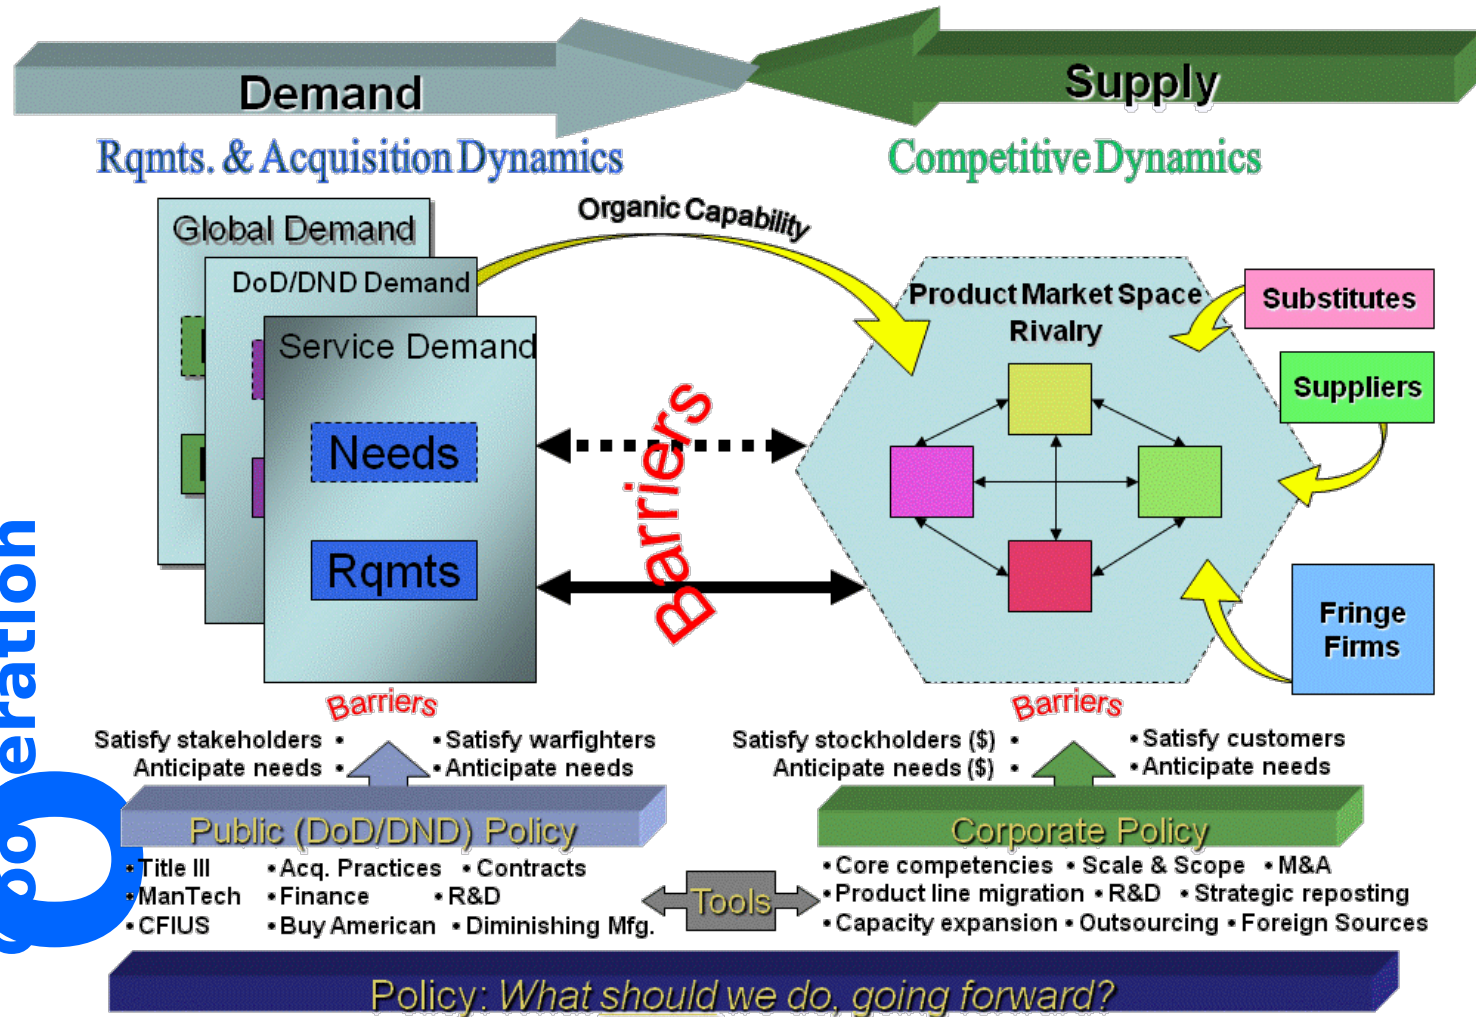 Demand
Supply
Rqmts. & Acquisition Dynamics
Competitive Dynamics
Organic Capability
Global Demand
DoD/DND Demand
Service Demand
Needs
Rqmts
Barriers
Product Market Space
Rivalry
Substitutes
Suppliers
Fringe
Firms
Barriers
Satisfy stakeholders •
Anticipate needs •
• Satisfy warfighters
• Anticipate needs
Barriers
Satisfy stockholders ($) •
Anticipate needs ($) •
• Satisfy customers
• Anticipate needs
Public (DoD/DND) Policy
• Title III • Acq. Practices • Contracts
• ManTech • Finance • R&D
• CFIUS • Buy American • Diminishing Mfg.
Tools
Corporate Policy
• Core competencies • Scale & Scope • M&A
• Product line migration • R&D • Strategic reposting
• Capacity expansion • Outsourcing • Foreign Sources
Policy: What should we do, going forward?